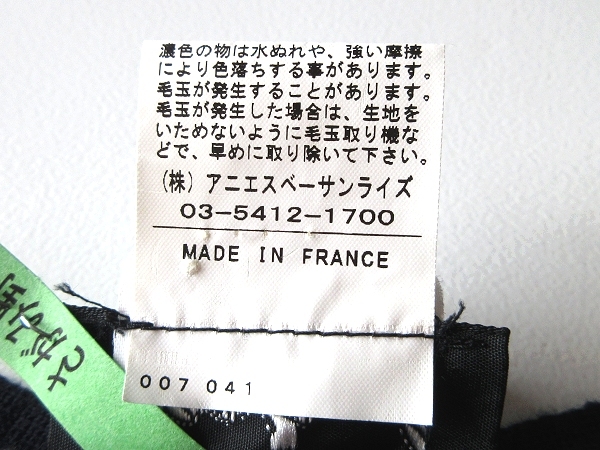 濃色の物は水ぬれや、強い摩擦
により色落ちする事があります。
毛玉が発生することがあります。
毛玉が発生した場合は、生地を
いためないように毛玉取り機な
どで、早めに取り除いて下さい。
(株) アニエスベーサンライズ
03-5412-1700
MADE IN FRANCE
007 041